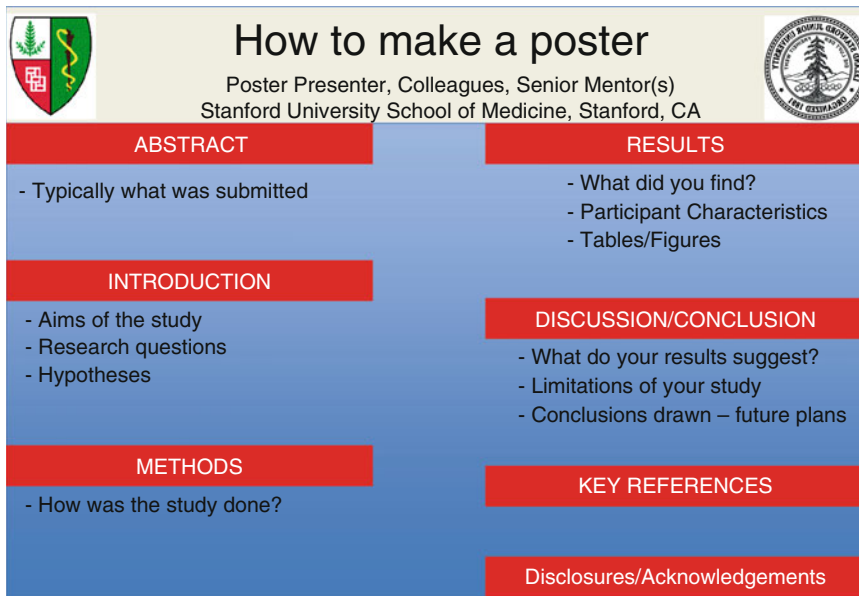 How to make a poster
Poster Presenter, Colleagues, Senior Mentor(s)
Stanford University School of Medicine, Stanford, CA
ABSTRACT
- Typically what was submitted
INTRODUCTION
- Aims of the study
- Research questions
- Hypotheses
METHODS
- How was the study done?
RESULTS
- What did you find?
- Participant Characteristics
- Tables/Figures
DISCUSSION/CONCLUSION
- What do your results suggest?
- Limitations of your study
- Conclusions drawn – future plans
KEY REFERENCES
Disclosures/Acknowledgements